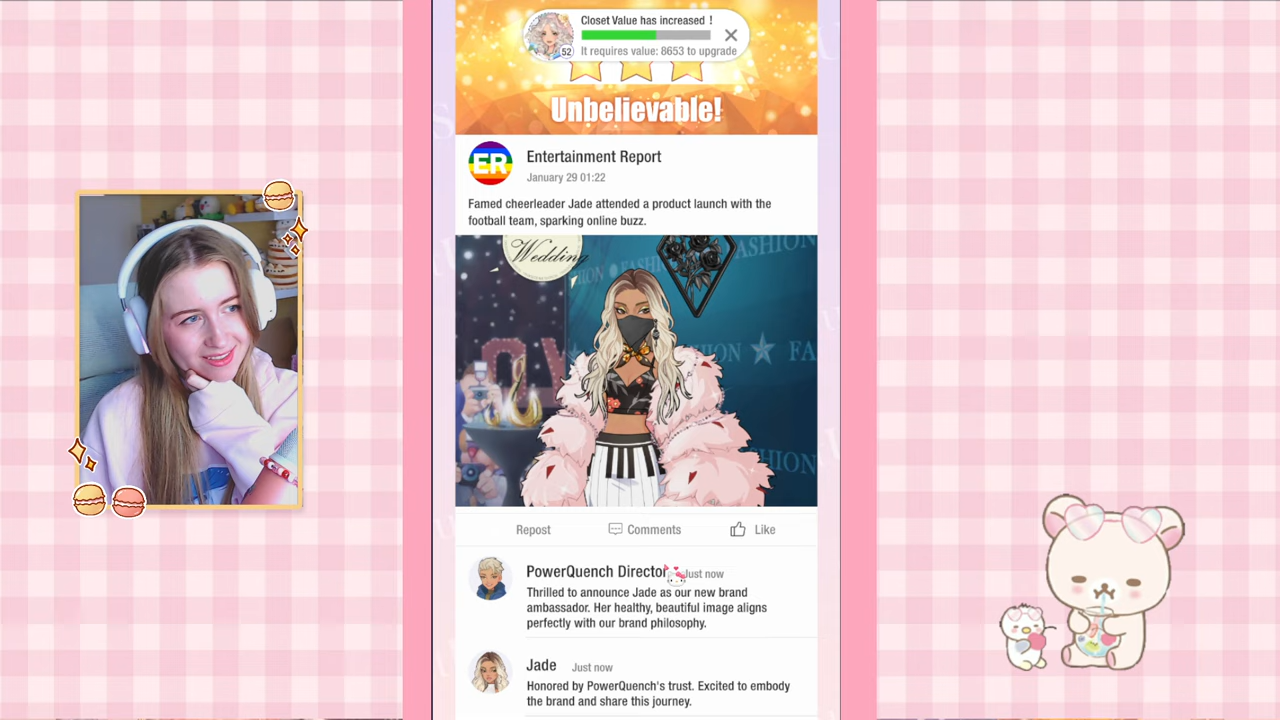 Closet Value has increased !
52
It requires value: 8653 to upgrade
Unbelievable!
ER
Entertainment Report
January 29 01:22
Famed cheerleader Jade attended a product launch with the
football team, sparking online buzz.
Wedding
FASHION
FASHION
FASHION
FA
Repost
Comments
Like
PowerQuench Director
Just now
Thrilled to announce Jade as our new brand
ambassador. Her healthy, beautiful image aligns
perfectly with our brand philosophy.
Jade
Just now
Honored by PowerQuench's trust. Excited to embody
the brand and share this journey.